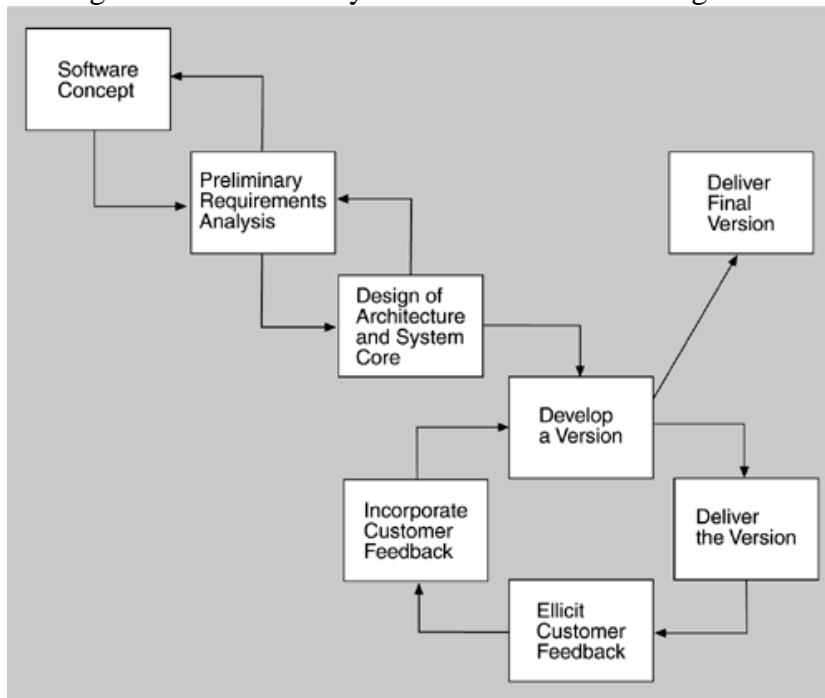 Software
Concept
Preliminary
Requirements
Analysis
Deliver
Final
Version
Design of
Architecture
and System
Core
Develop
a Version
Incorporate
Customer
Feedback
Deliver
the Version
Ellicit
Customer
Feedback